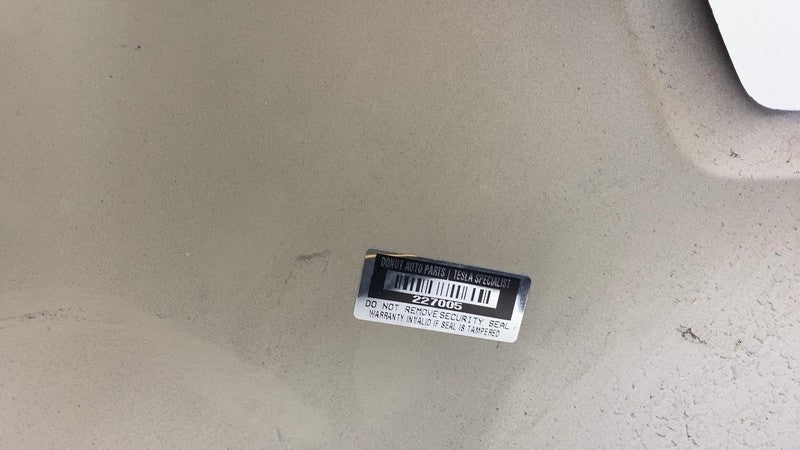 DONUT AUTO PARTS | TESLA SPECIALIST
227005
DO NOT REMOVE SECURITY SEAL
WARRANTY INVALID IF SEAL IS TAMPERED